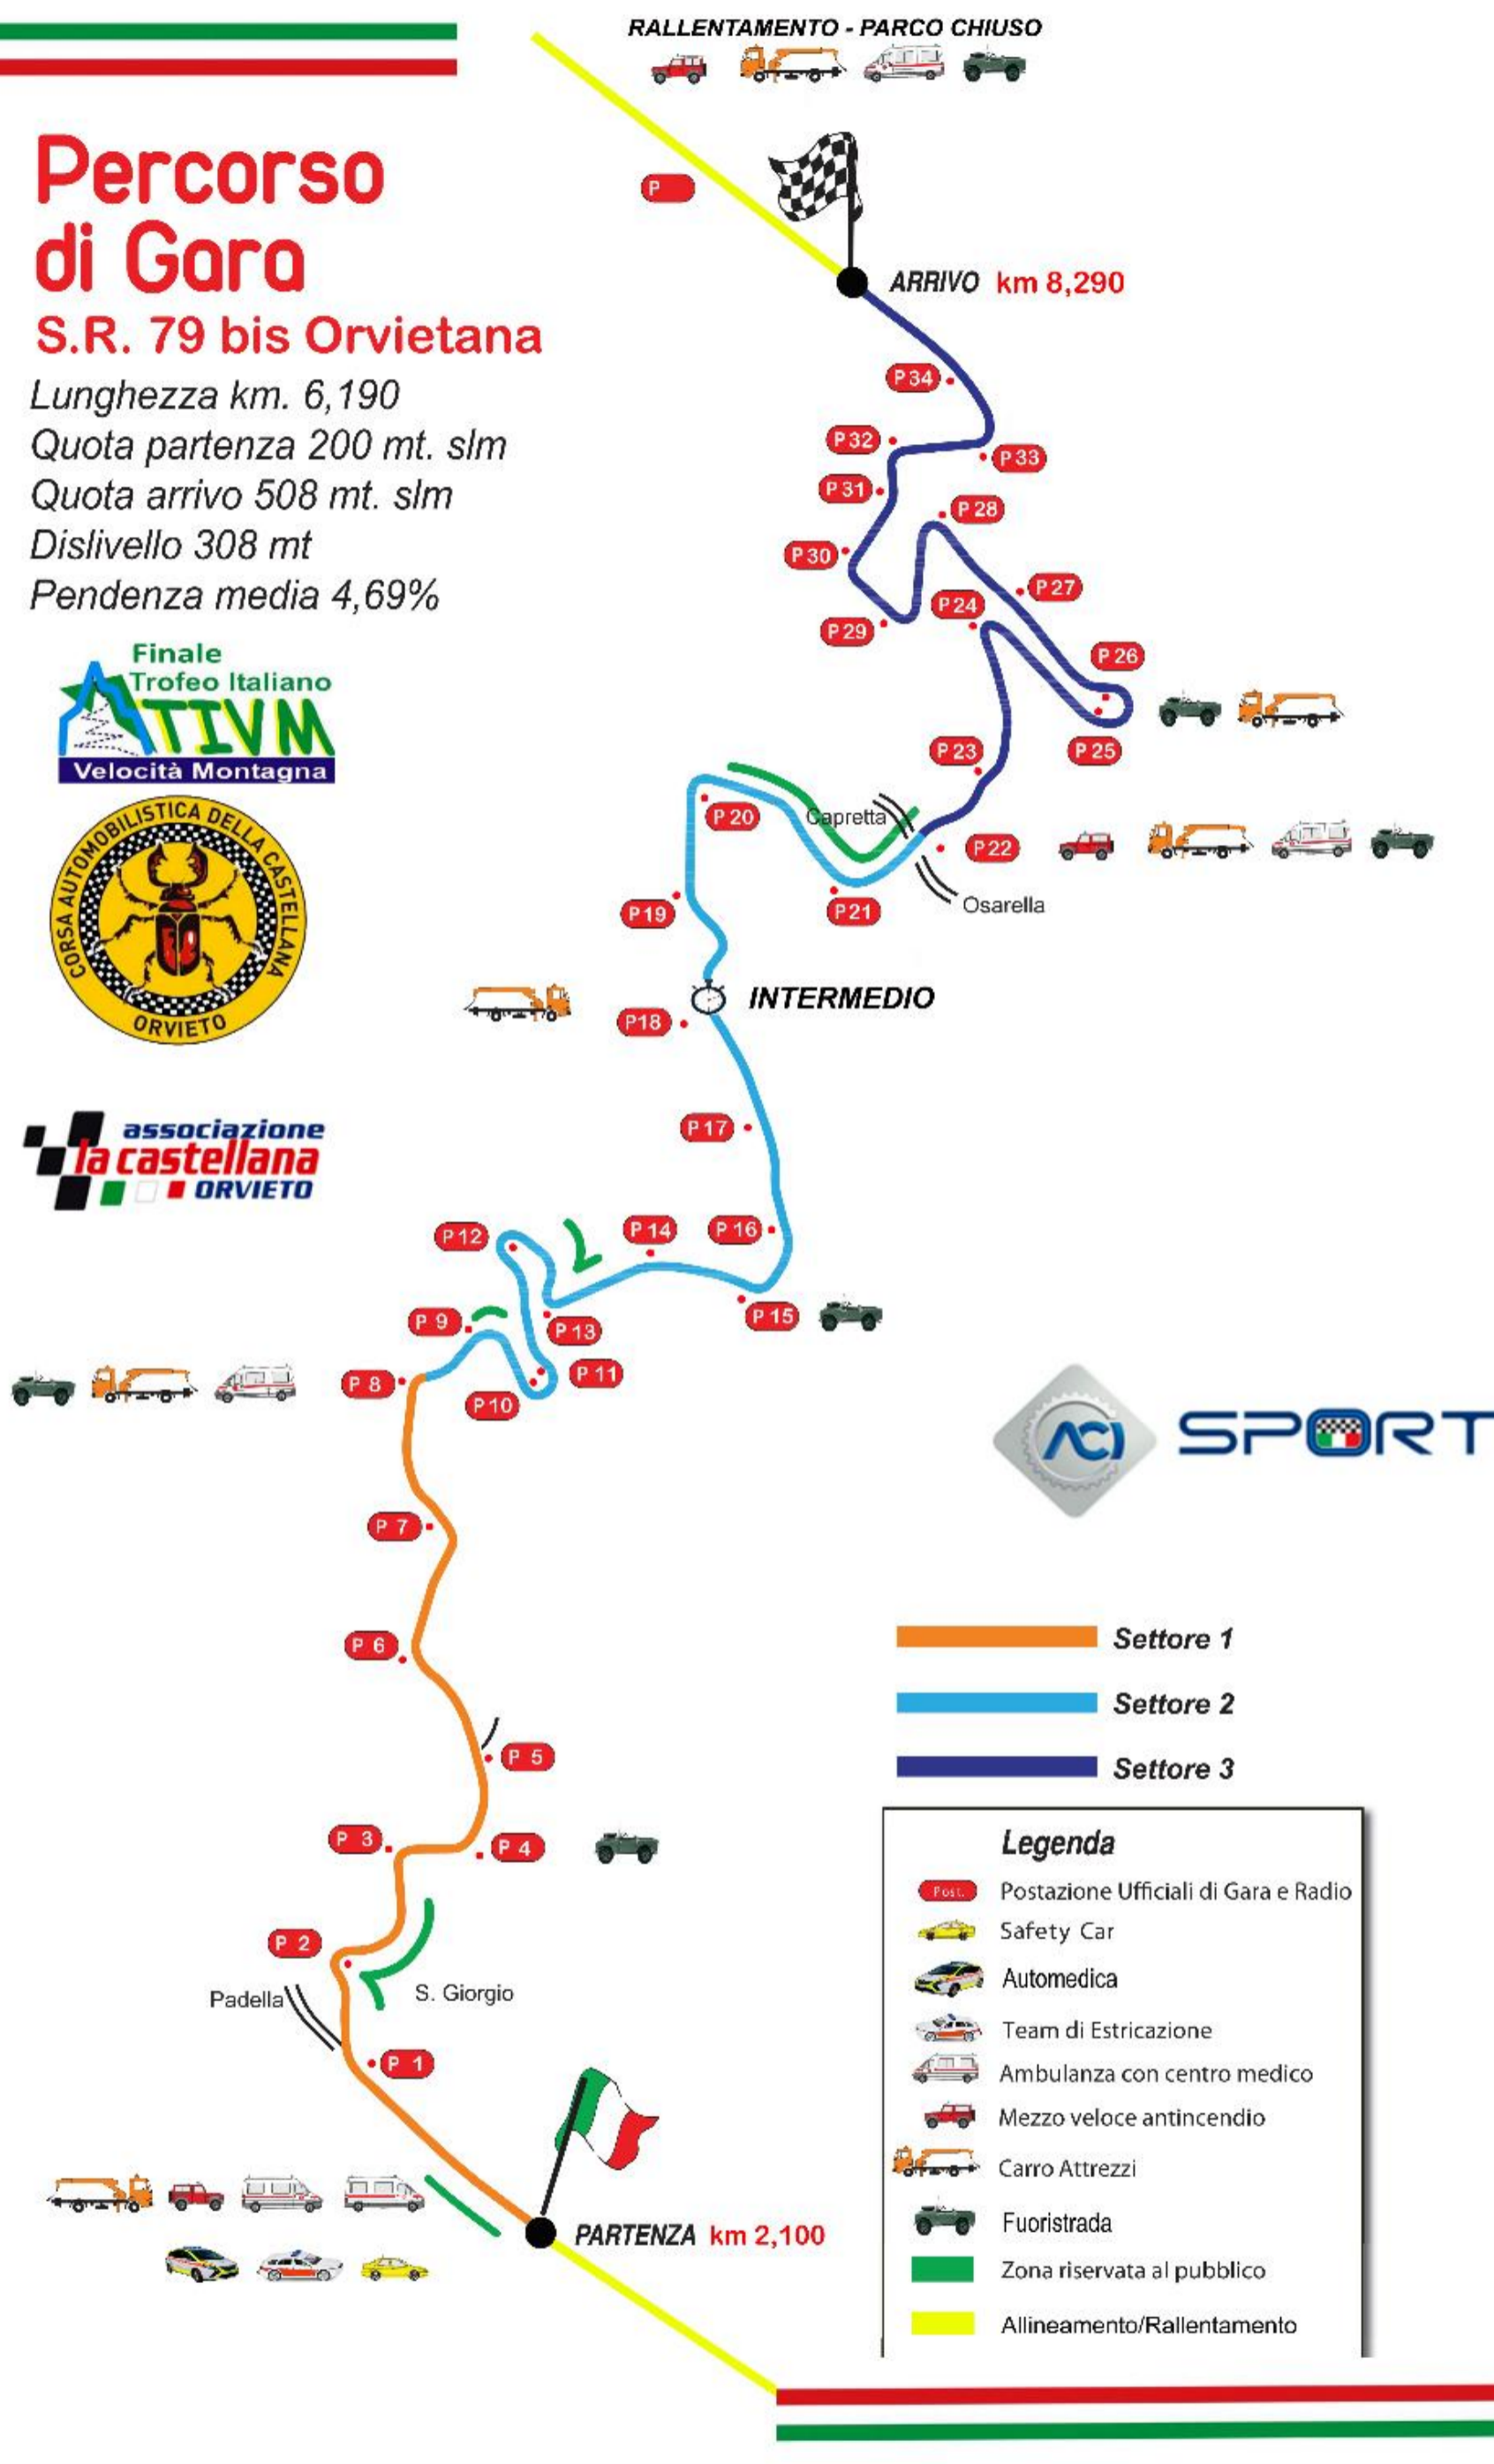 RALLENTAMENTO - PARCO CHIUSO
Percorso
di Gara
S.R. 79 bis Orvietana
Lunghezza km. 6,190
Quota partenza 200 mt. slm
Quota arrivo 508 mt. slm
Dislivello 308 mt
Pendenza media 4,69%
P
ARRIVO km 8,290
P 34
P 32
P 33
P 31
P 28
P 30
P 27
P 24
P 29
P 26
P 23
P 25
Finale
Trofeo Italiano
TIVM
Velocità Montagna
CORSA AUTOMOBILISTICA DELLA CASTELLANA
ORVIETO
P 20
Capretta
P 22
P 19
P 21
Osarella
INTERMEDIO
P18
associazione
la castellana
ORVIETO
P 17
P 12
P 14
P 16
P 9
P 13
P 15
P 8
P 11
P 10
ACI SPORT
P 7
P 6
P 5
P 3
P 4
P 2
Padella
S. Giorgio
P 1
PARTENZA km 2,100
Settore 1
Settore 2
Settore 3
Legenda
Post. Postazione Ufficiali di Gara e Radio
Safety Car
Automedica
Team di Estricazione
Ambulanza con centro medico
Mezzo veloce antincendio
Carro Attrezzi
Fuoristrada
Zona riservata al pubblico
Allineamento/Rallentamento